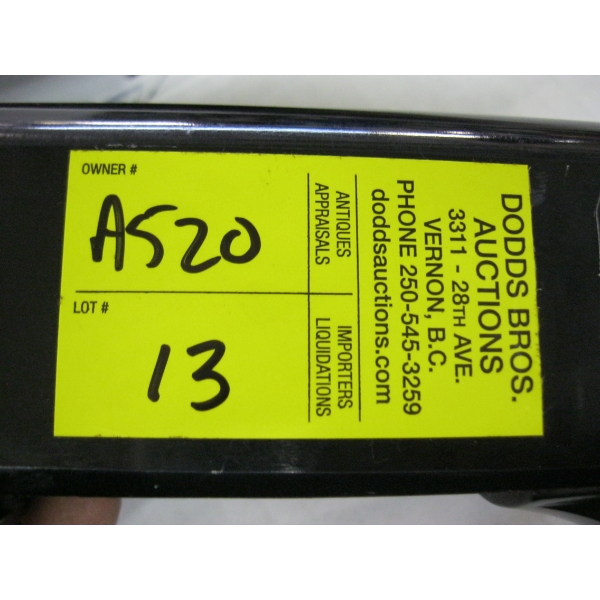 OWNER #
A520
LOT #
13
ANTIQUES
APPRAISALS
IMPORTERS
LIQUIDATIONS
DODDS BROS.
AUCTIONS
3311 - 28TH AVE.
VERNON, B.C.
PHONE 250-545-3259
doddsauctions.com